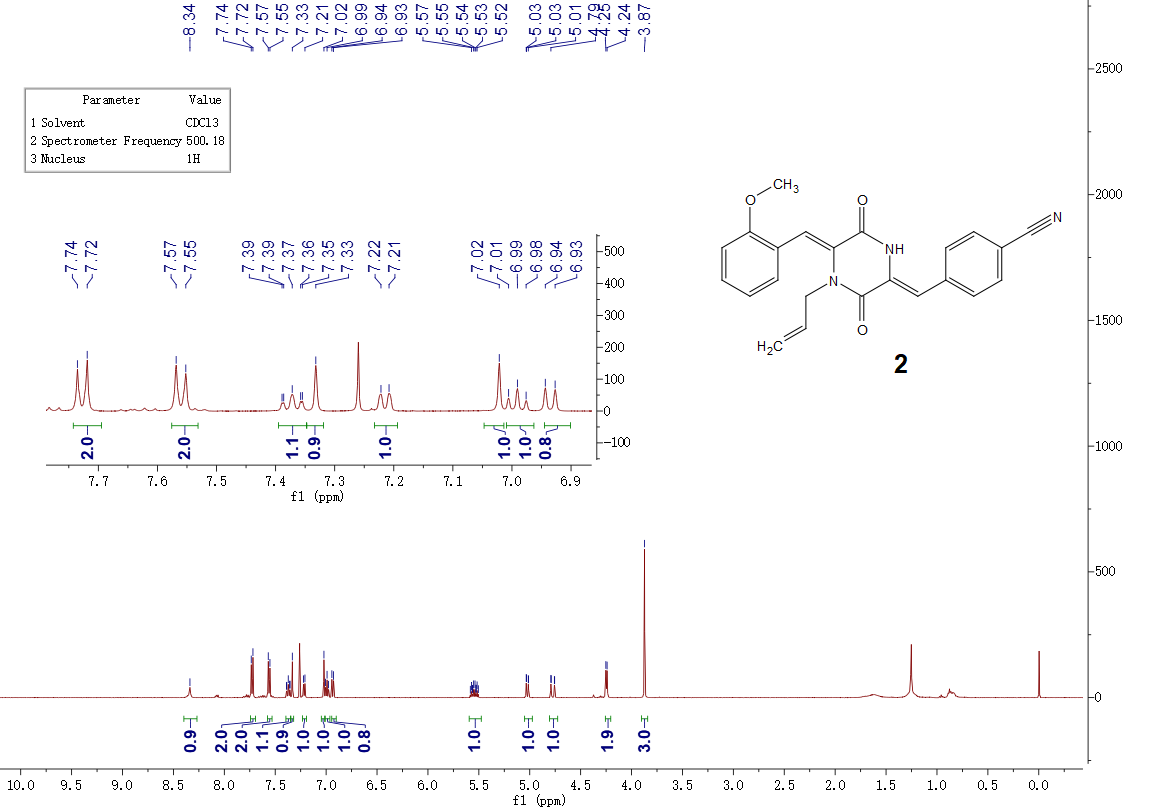 8.34 7.74 7.72 7.57 7.55 7.33 7.21 7.02 6.99 6.94 6.93 5.57 5.55 5.54 5.53 5.52 5.03 5.03 5.01 4.79 4.25 4.24 3.87
Parameter Value
1 Solvent CDCl3
2 Spectrometer Frequency 500.18
3 Nucleus 1H
7.74 7.72 7.57 7.55 7.39 7.39 7.37 7.36 7.35 7.33 7.22 7.21 7.02 7.01 6.99 6.98 6.94 6.93
500
400
300
200
100
0
-100
2.0 2.0 1.1 0.9 1.0 1.0 1.0 0.8
7.7 7.6 7.5 7.4 7.3 7.2 7.1 7.0 6.9
f1 (ppm)
CH3
O
O
N
NH
N
O
H2C
2
2500
2000
1500
1000
500
0
0.9 2.0 2.0 1.1 0.9 1.0 1.0 1.0 0.8 1.0 1.0 1.0 1.9 3.0
10.0 9.5 9.0 8.5 8.0 7.5 7.0 6.5 6.0 5.5 5.0 4.5 4.0 3.5 3.0 2.5 2.0 1.5 1.0 0.5 0.0
f1 (ppm)